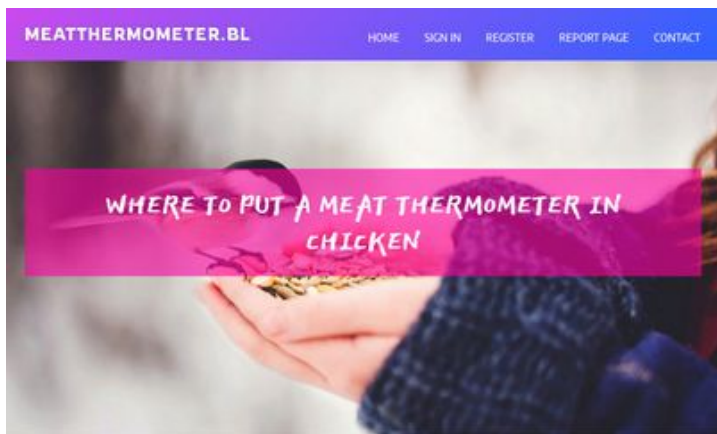 MEATTHERMOMETER.BL
HOME SIGN IN REGISTER REPORT PAGE CONTACT
WHERE TO PUT A MEAT THERMOMETER IN
CHICKEN